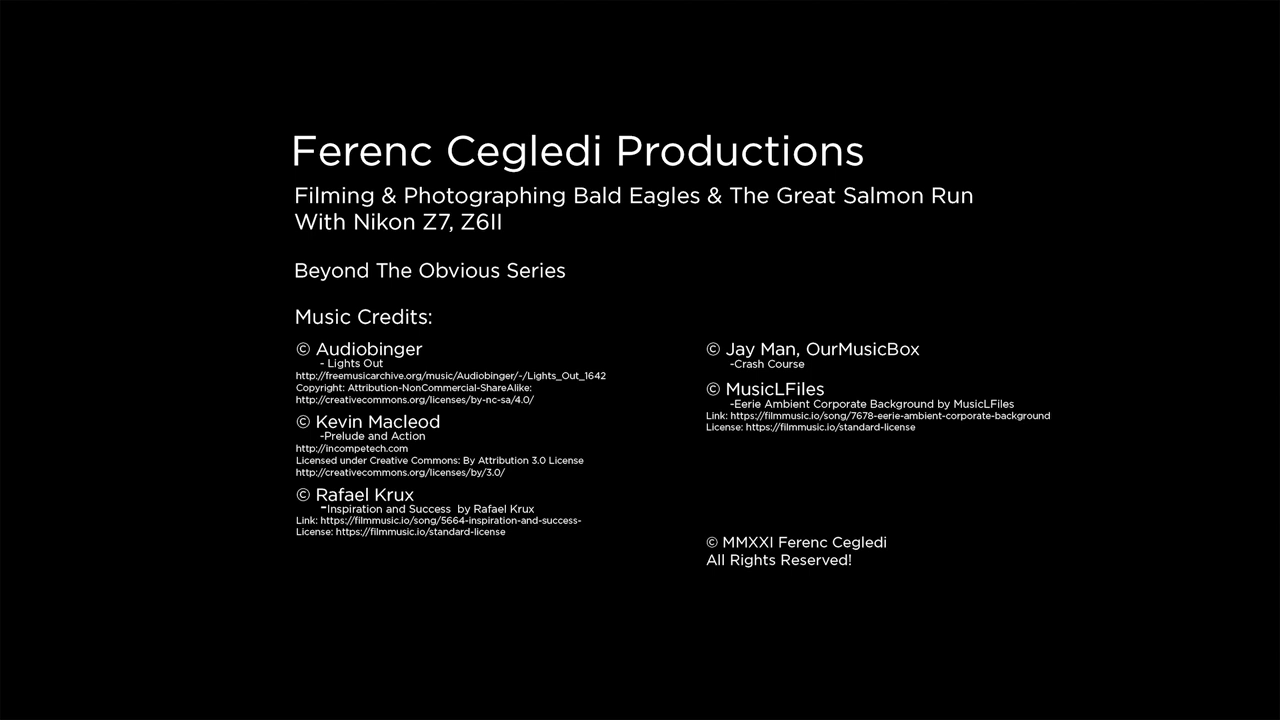 Ferenc Cegledi Productions
Filming & Photographing Bald Eagles & The Great Salmon Run
With Nikon Z7, Z6II
Beyond The Obvious Series
Music Credits:
© Audiobinger
- Lights Out
http://freemusicarchive.org/music/Audiobinger/-/Lights_Out_1642
Copyright: Attribution-NonCommercial-ShareAlike:
http://creativecommons.org/licenses/by-nc-sa/4.0/
© Kevin Macleod
-Prelude and Action
http://incompetech.com
Licensed under Creative Commons: By Attribution 3.0 License
http://creativecommons.org/licenses/by/3.0/
© Rafael Krux
-Inspiration and Success  by Rafael Krux
Link: https://filmmusic.io/song/5664-inspiration-and-success-
License: https://filmmusic.io/standard-license
© Jay Man, OurMusicBox
-Crash Course
© MusicLFiles
-Eerie Ambient Corporate Background by MusicLFiles
Link: https://filmmusic.io/song/7678-eerie-ambient-corporate-background
License: https://filmmusic.io/standard-license
© MMXXI Ferenc Cegledi
All Rights Reserved!